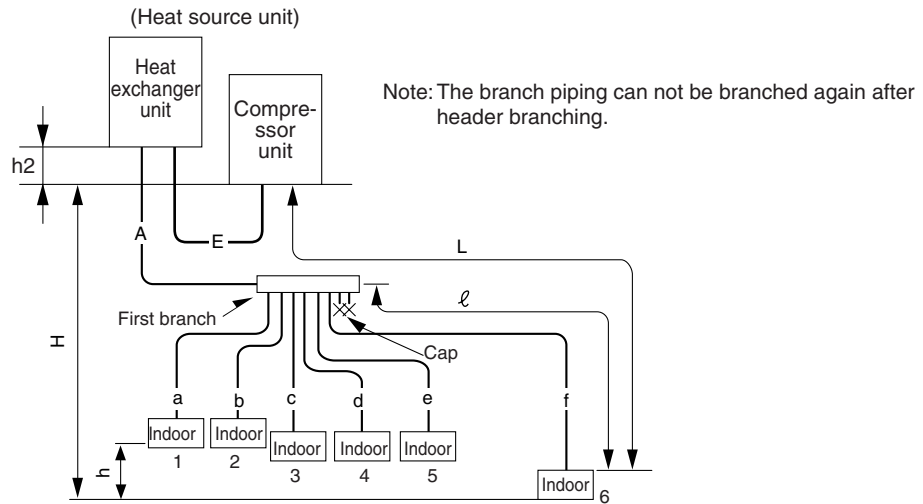 (Heat source unit)
Heat
exchanger
unit
Compre-
ssor
unit
Note: The branch piping can not be branched again after
header branching.
h2
A
E
L
H
ℓ
First branch
Cap
a
b
c
d
e
f
Indoor
1
Indoor
2
Indoor
3
Indoor
4
Indoor
5
h
Indoor
6